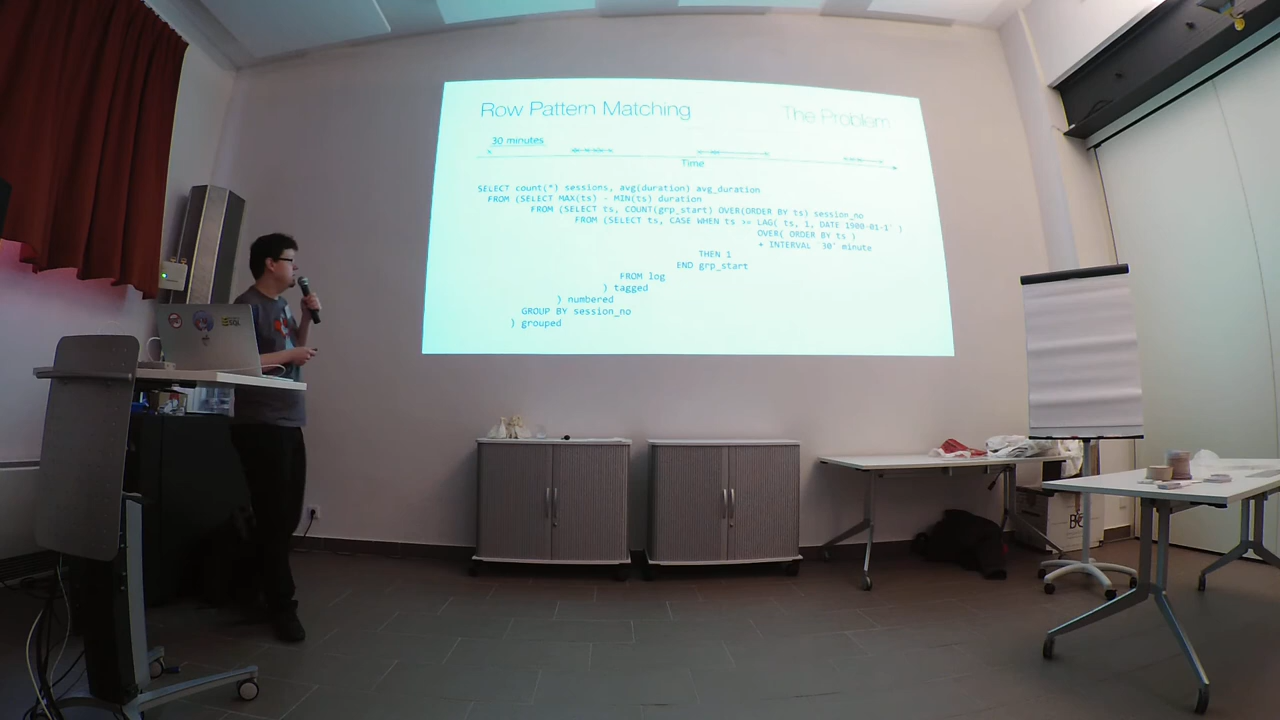 Row Pattern Matching
The Problem
30 minutes
Time
SELECT count(*) sessions, avg(duration) avg_duration
FROM (SELECT MAX(ts) - MIN(ts) duration
FROM (SELECT ts, COUNT(grp_start) OVER(ORDER BY ts) session_no
FROM (SELECT ts, CASE WHEN ts >= LAG( ts, 1, DATE '1900-01-1' )
OVER( ORDER BY ts )
+ INTERVAL '30' minute
THEN 1
END grp_start
FROM log
) tagged
) numbered
GROUP BY session_no
) grouped